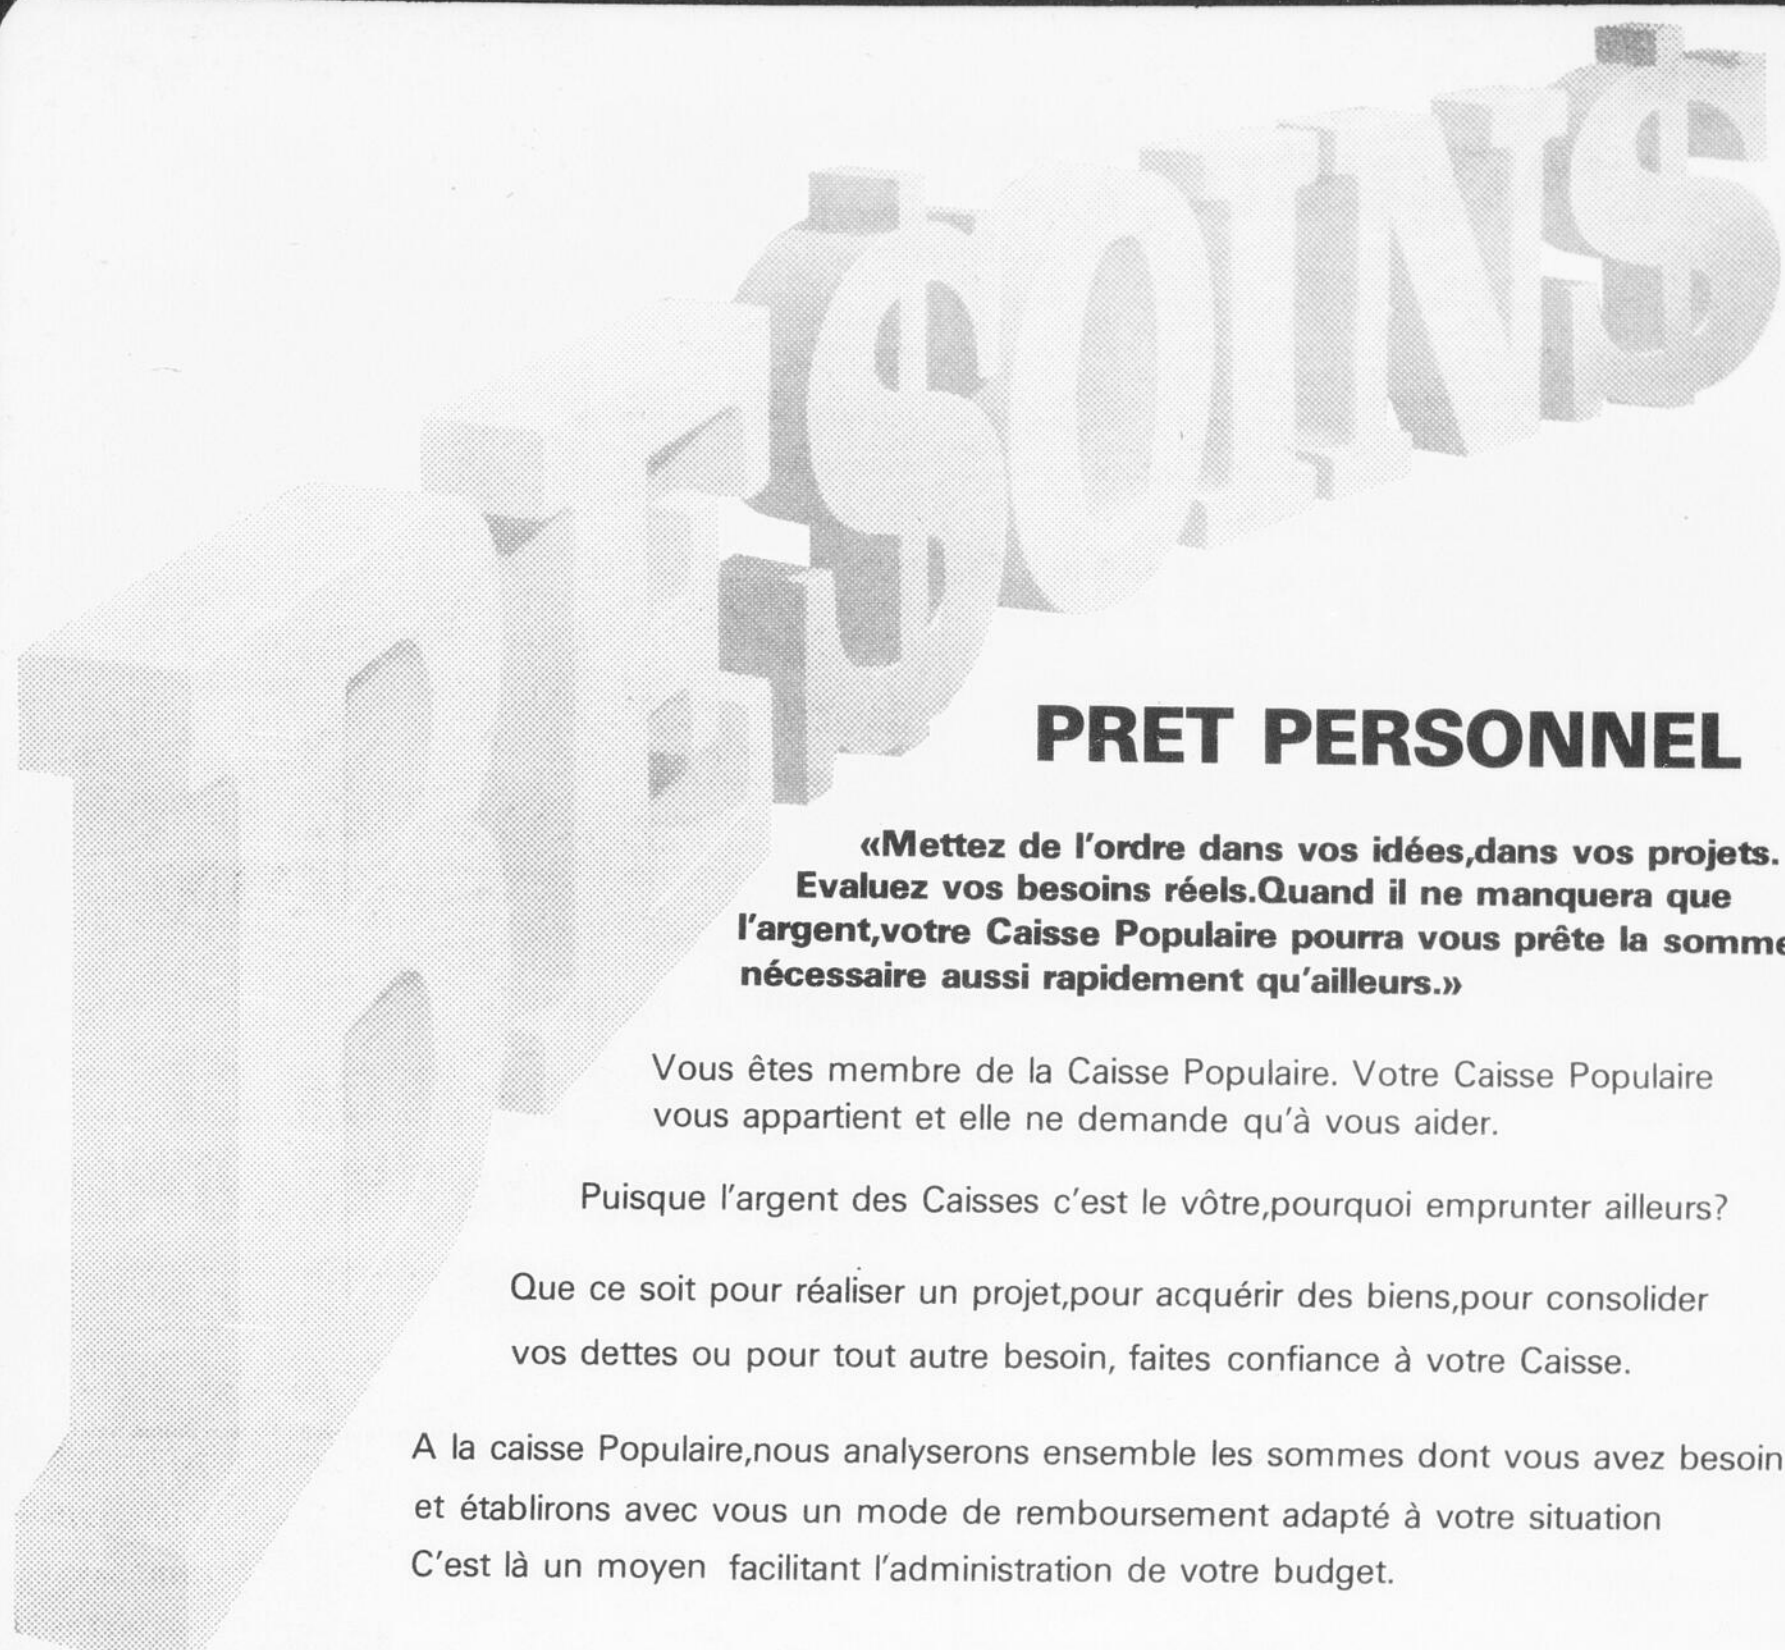 BE$OIN$
PRET PERSONNEL
«Mettez de l'ordre dans vos idées,dans vos projets.
Evaluez vos besoins réels.Quand il ne manquera que
l'argent,votre Caisse Populaire pourra vous prête la somme
nécessaire aussi rapidement qu'ailleurs.»
Vous êtes membre de la Caisse Populaire. Votre Caisse Populaire
vous appartient et elle ne demande qu'à vous aider.
Puisque l'argent des Caisses c'est le vôtre,pourquoi emprunter ailleurs?
Que ce soit pour réaliser un projet,pour acquérir des biens,pour consolider
vos dettes ou pour tout autre besoin, faites confiance à votre Caisse.
A la caisse Populaire,nous analyserons ensemble les sommes dont vous avez besoin
et établirons avec vous un mode de remboursement adapté à votre situation
C'est là un moyen facilitant l'administration de votre budget.